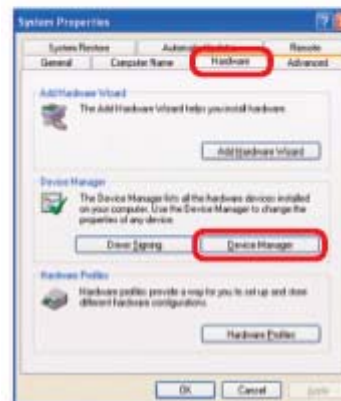 System Properties
System Restore Automatic Updates Remote
General Computer Name Hardware Advanced
Add Hardware Wizard
The Add Hardware Wizard helps you install hardware.
Add Hardware Wizard
Device Manager
The Device Manager lists all the hardware devices installed
on your computer. Use the Device Manager to change the
properties of any device.
Driver Signing Device Manager
Hardware Profiles
Hardware profiles provide a way for you to set up and store
different hardware configurations.
Hardware Profiles
OK Cancel Apply